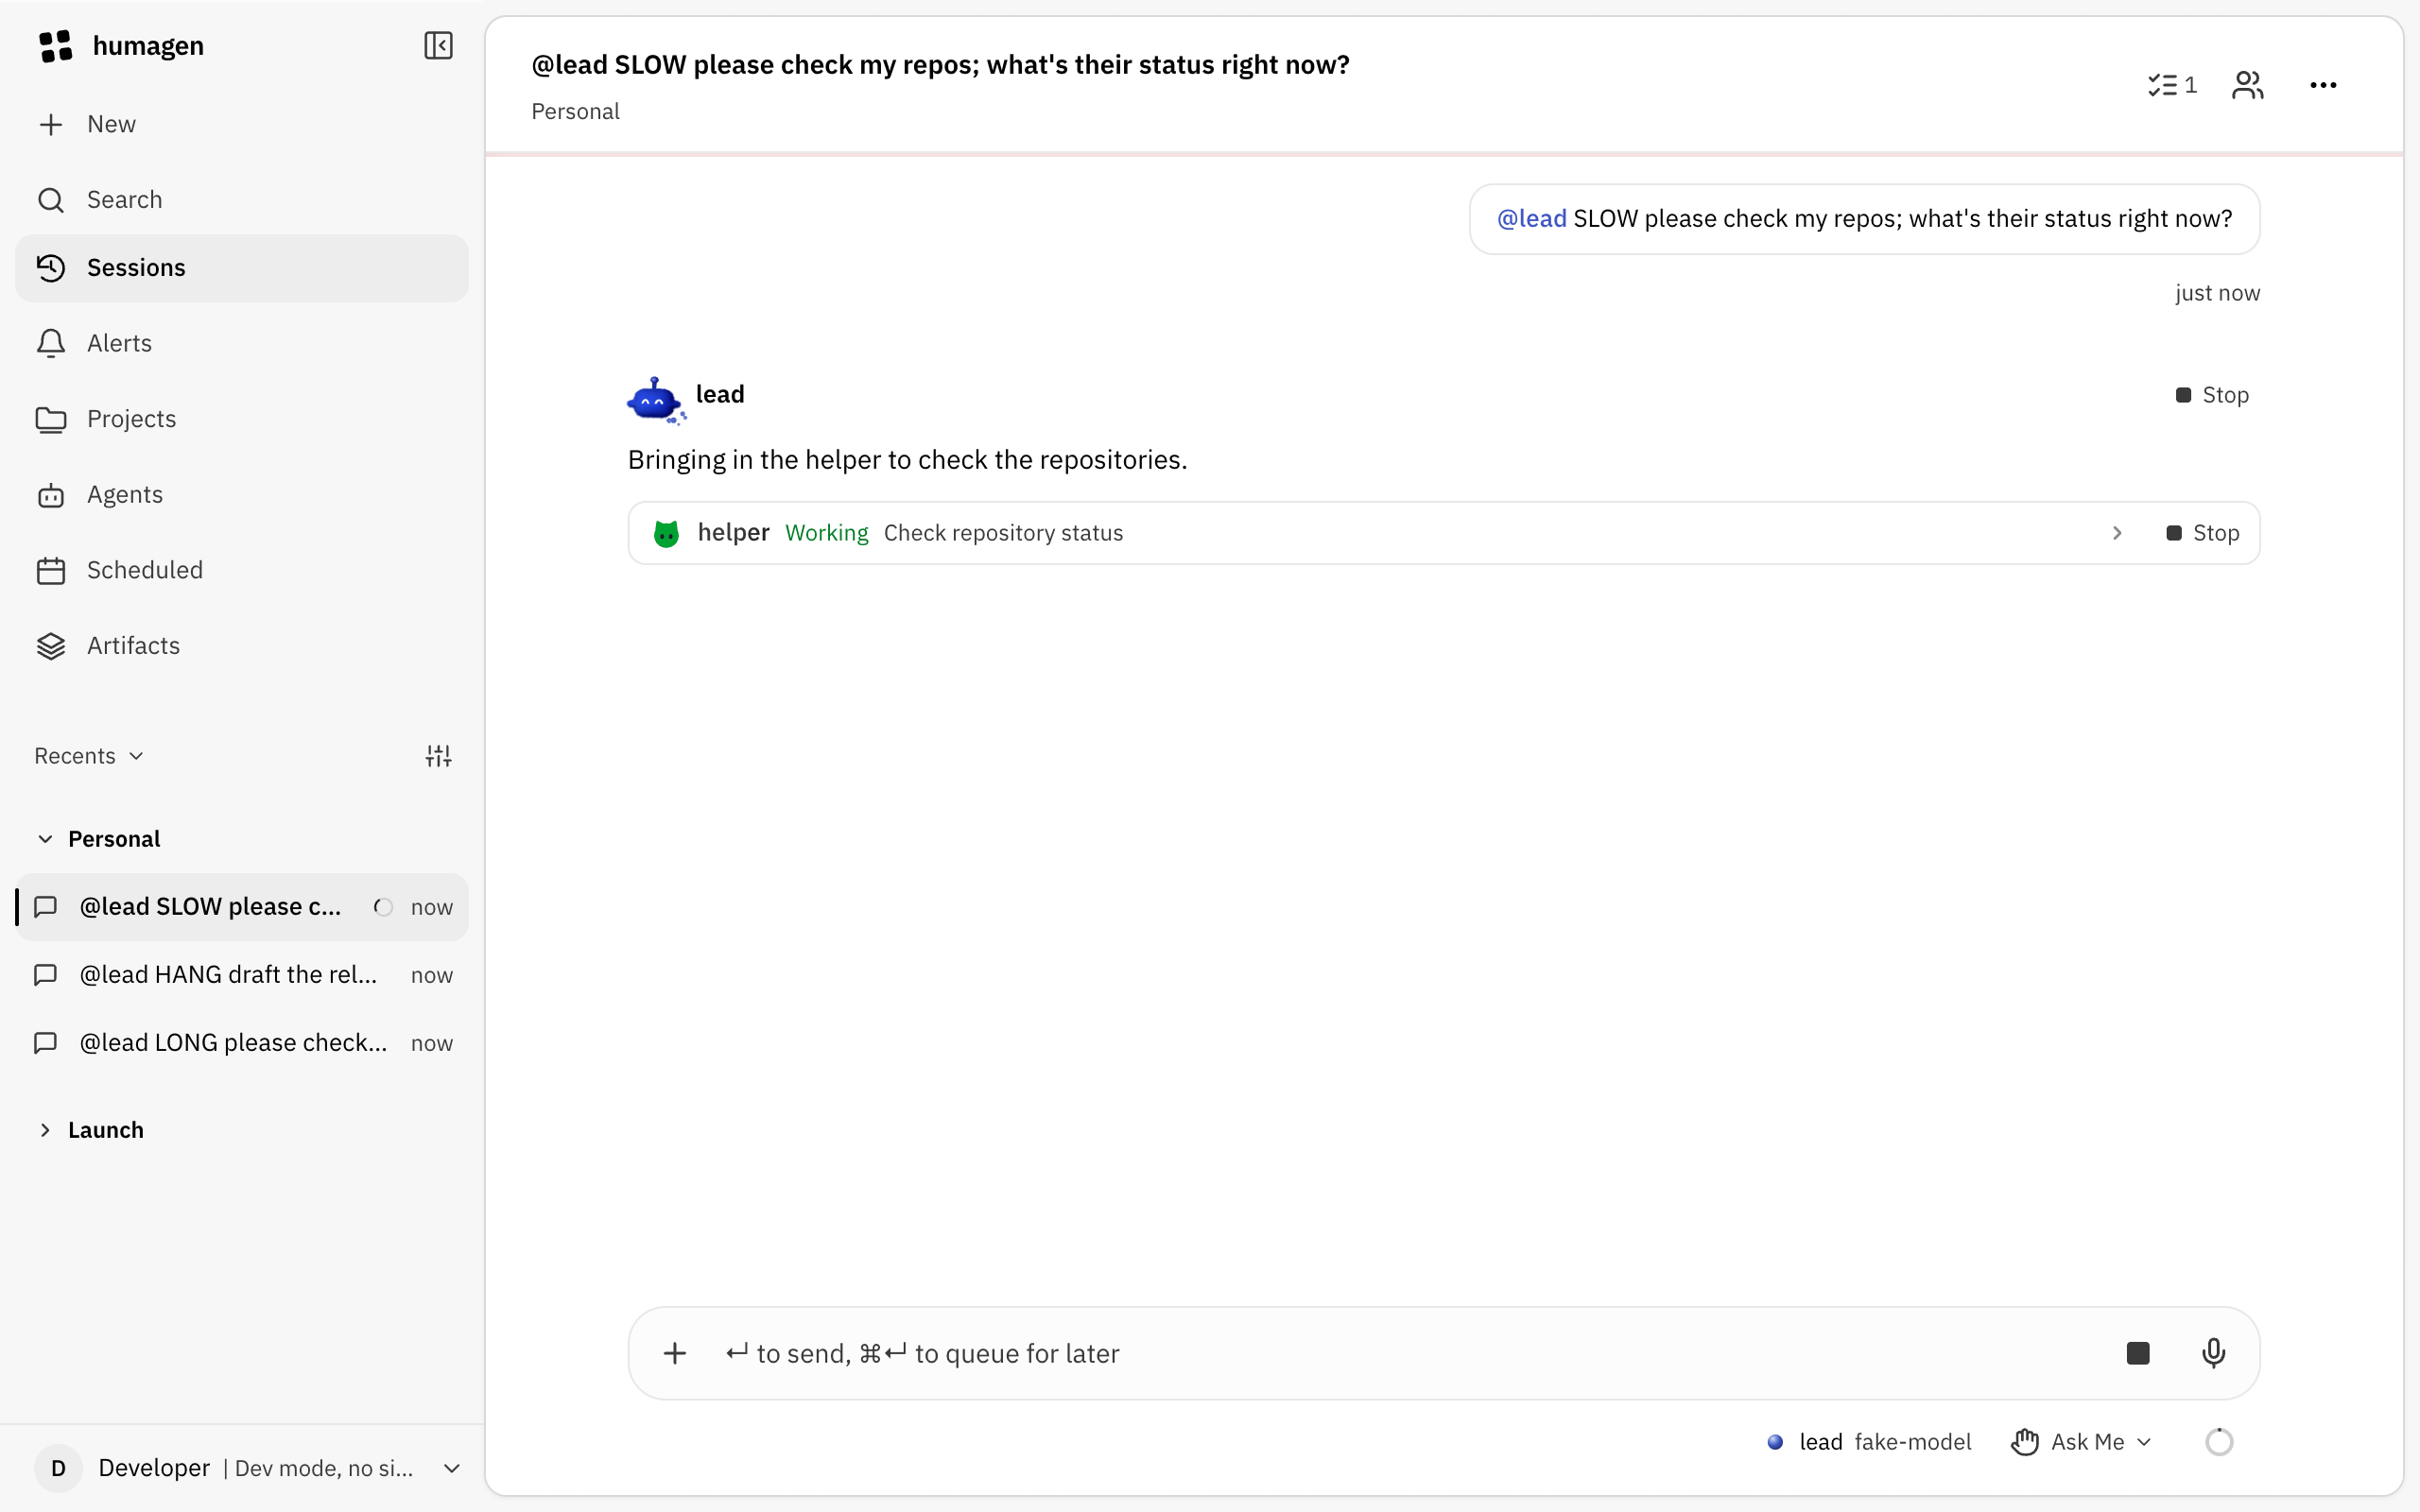 humagen
New
Search
Sessions
Alerts
Projects
Agents
Scheduled
Artifacts
Recents
Personal
@lead SLOW please c... now
@lead HANG draft the rel... now
@lead LONG please check... now
Launch
D Developer | Dev mode, no si...
@lead SLOW please check my repos; what's their status right now?
Personal
1
@lead SLOW please check my repos; what's their status right now?
just now
lead Stop
Bringing in the helper to check the repositories.
helper Working Check repository status Stop
↵ to send, ⌘↵ to queue for later
lead fake-model Ask Me